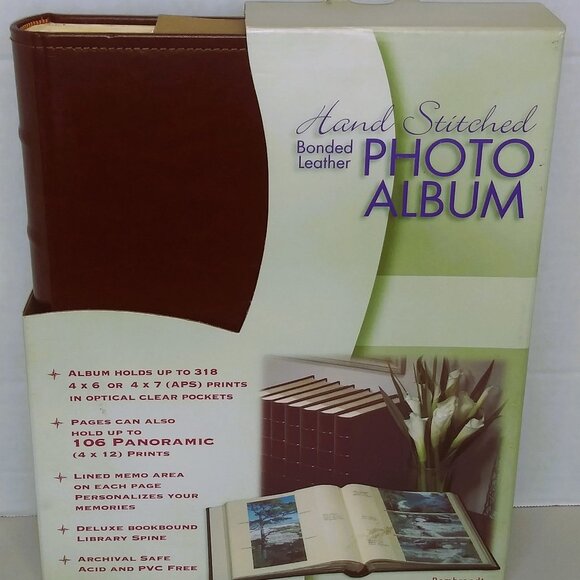 Hand Stitched
Bonded
Leather
PHOTO
ALBUM
ALBUM HOLDS UP TO 318
4 X 6 OR 4 X 7 (APS) PRINTS
IN OPTICAL CLEAR POCKETS
PAGES CAN ALSO
HOLD UP TO
106 PANORAMIC
(4 X 12) PRINTS
LINED MEMO AREA
ON EACH PAGE
PERSONALIZES YOUR
MEMORIES
DELUXE BOOKBOUND
LIBRARY SPINE
ARCHIVAL SAFE
ACID AND PVC FREE